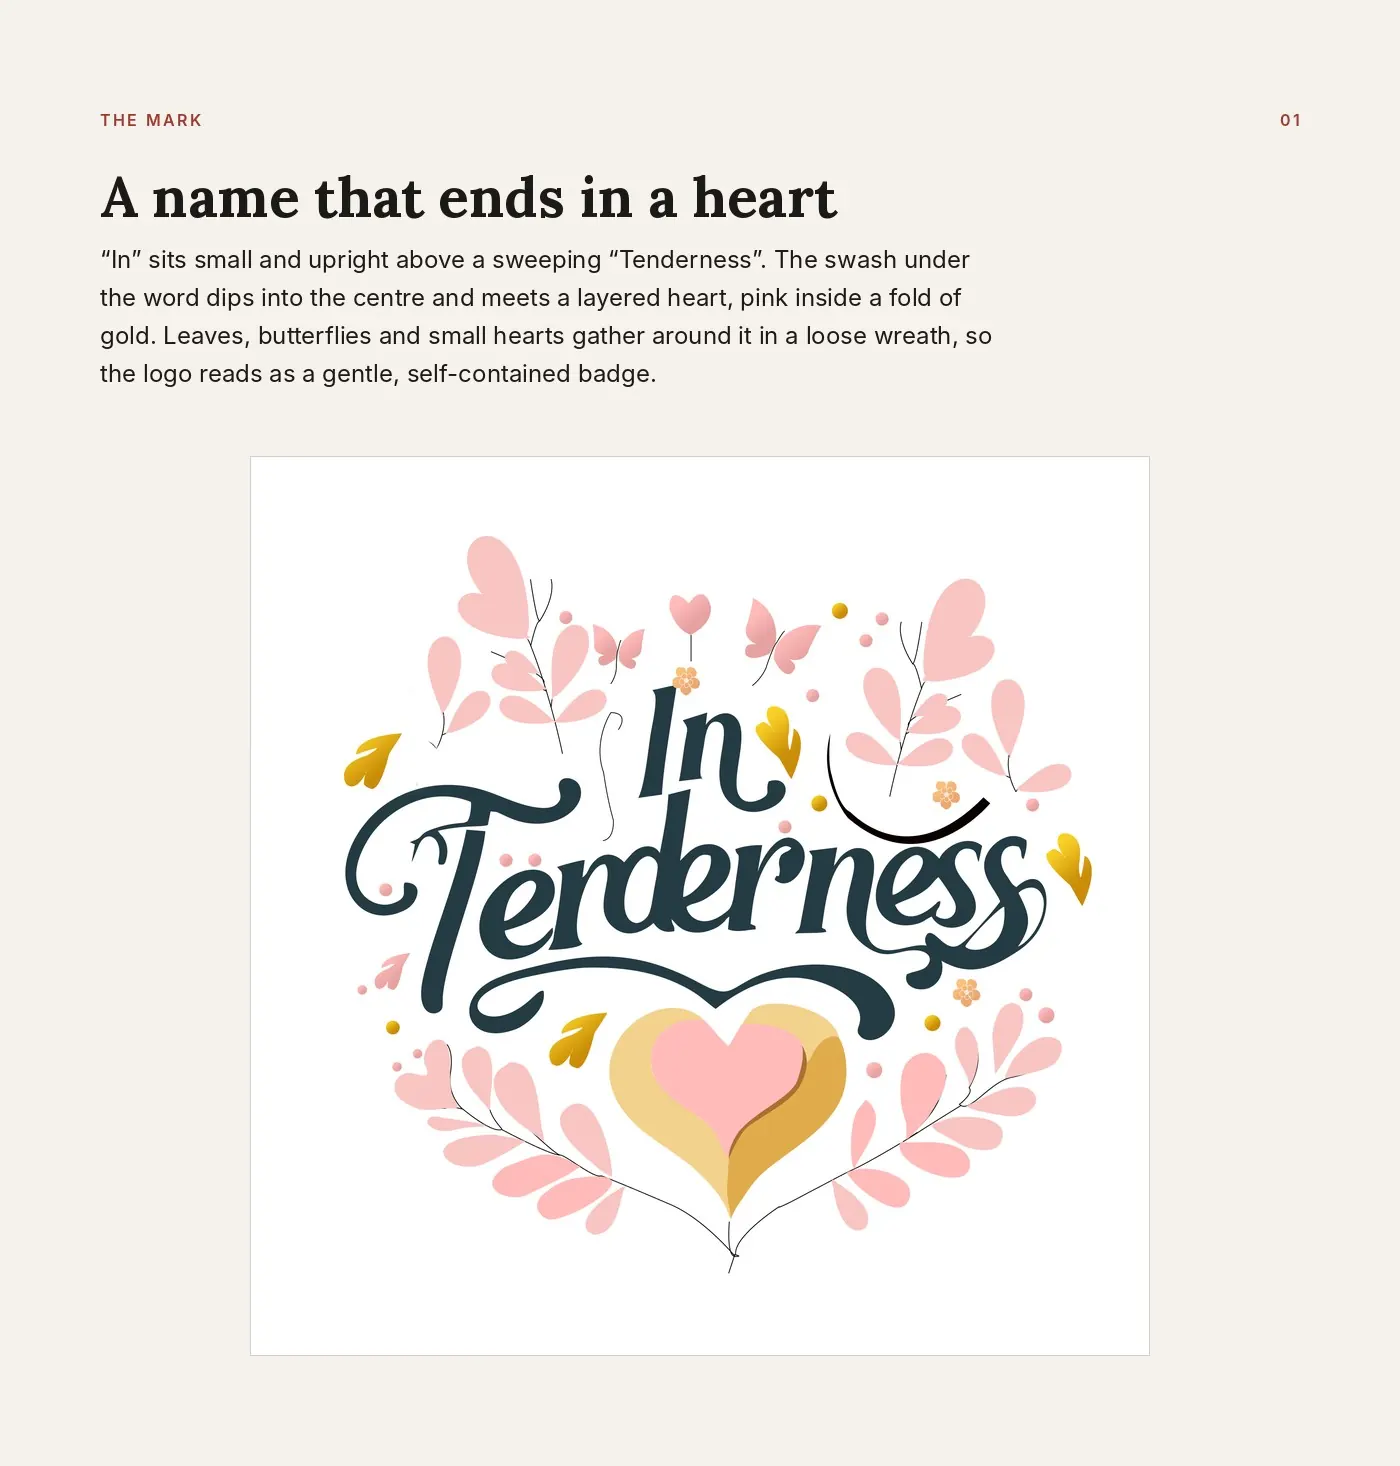 THE MARK
01
A name that ends in a heart
“In” sits small and upright above a sweeping “Tenderness”. The swash under
the word dips into the centre and meets a layered heart, pink inside a fold of
gold. Leaves, butterflies and small hearts gather around it in a loose wreath, so
the logo reads as a gentle, self-contained badge.
In
Tenderness